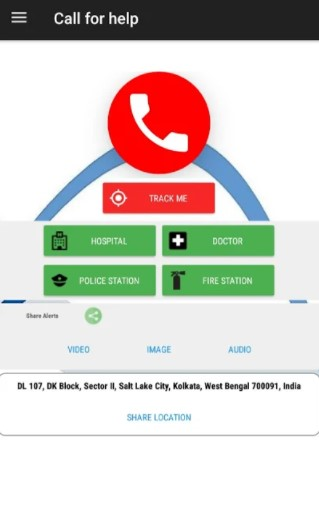 Call for help
TRACK ME
HOSPITAL
DOCTOR
POLICE STATION
FIRE STATION
Share Alerts
VIDEO
IMAGE
AUDIO
DL 107, DK Block, Sector II, Salt Lake City, Kolkata, West Bengal 700091, India
SHARE LOCATION